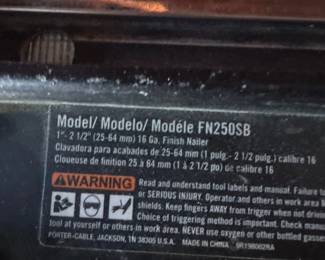 Model/ Modelo/ Modéle FN250SB
1"- 2 1/2" (25-64 mm) 16 Ga. Finish Nailer
Clavadora para acabades de 25-64 mm (1 pulg.- 2 1/2 pulg.) calibre 16
Cloueuse de finition 25 à 64 mm (1 à 2 1/2 po) de calibre 16
WARNING Read and understand tool labels and manual. Failure to
or SERIOUS INJURY. Operator and others in work area
shields. Keep fingers AWAY from trigger when not driving
Choice of triggering method is important. Check manual
tool at yourself or others in work area. NEVER use oxygen or other bottled gasses
PORTER-CABLE, JACKSON, TN 38305 U.S.A. MADE IN CHINA